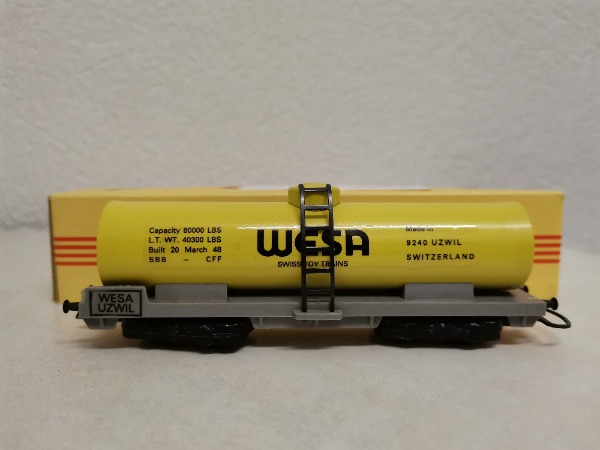 Capacity 80000 LBS
L.T. WT. 40300 LBS
Built 20 March 48
SBB - CFF
WESA
SWISS TOY TRAINS
Made in
9240 UZWIL
SWITZERLAND
WESA
UZWIL